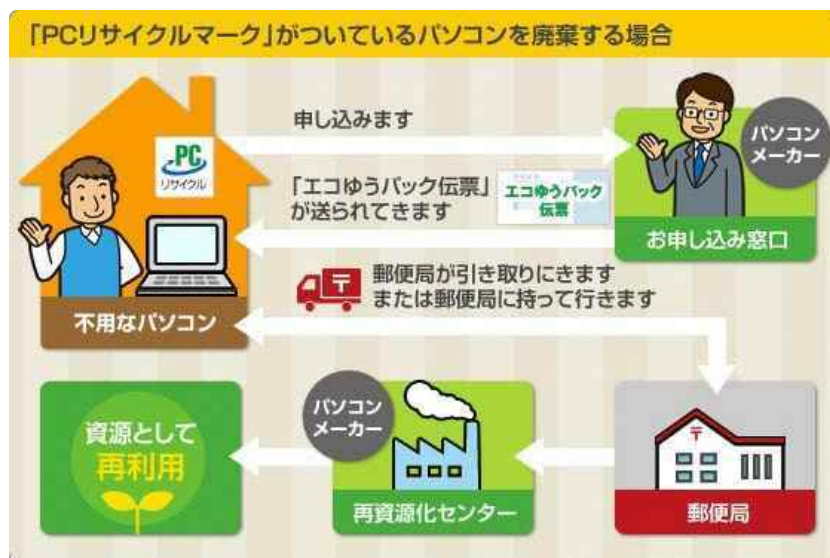 「PCリサイクルマーク」がついているパソコンを廃棄する場合
申し込みます
パソコン
メーカー
PC
リサイクル
「エコゆうパック伝票」
が送られてきます
エコゆうパック
伝票
お申し込み窓口
郵便局が引き取りにきます
または郵便局に持って行きます
不用なパソコン
パソコン
メーカー
資源として
再利用
再資源化センター
郵便局